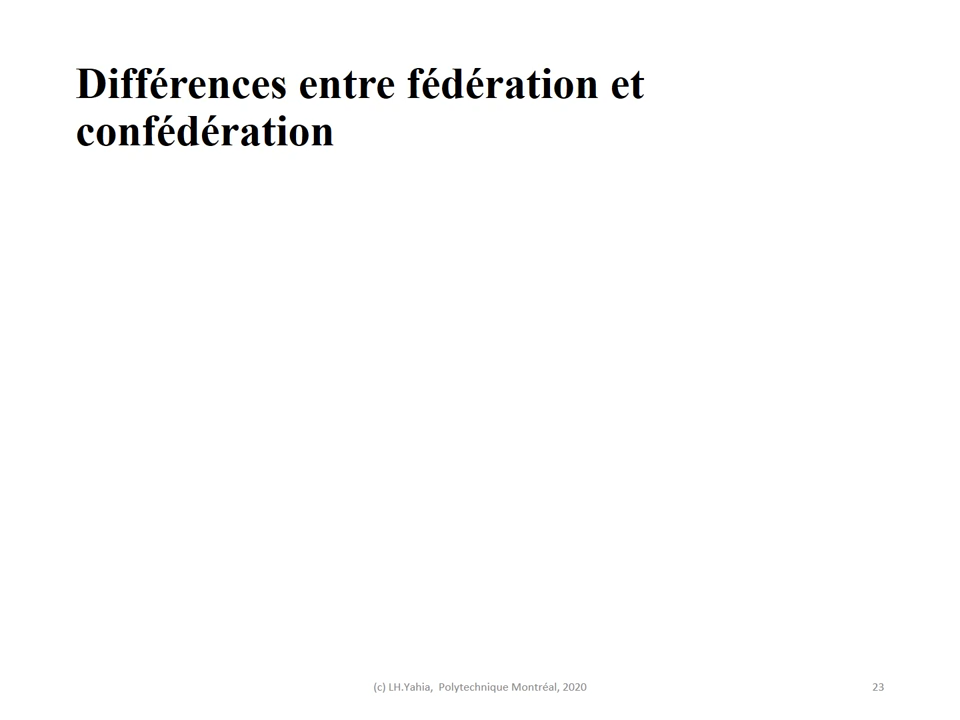 Différences entre fédération et
confédération
(c) LH.Yahia, Polytechnique Montréal, 2020
23